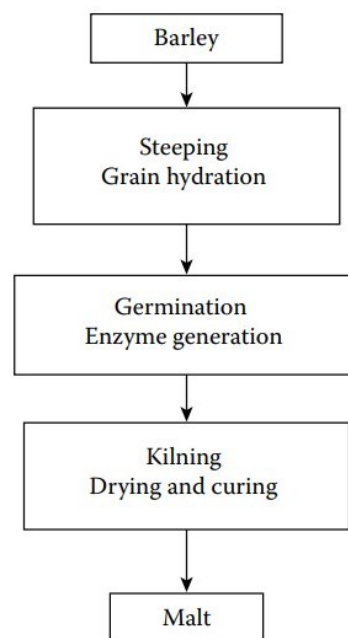 Barley
Steeping
Grain hydration
Germination
Enzyme generation
Kilning
Drying and curing
Malt